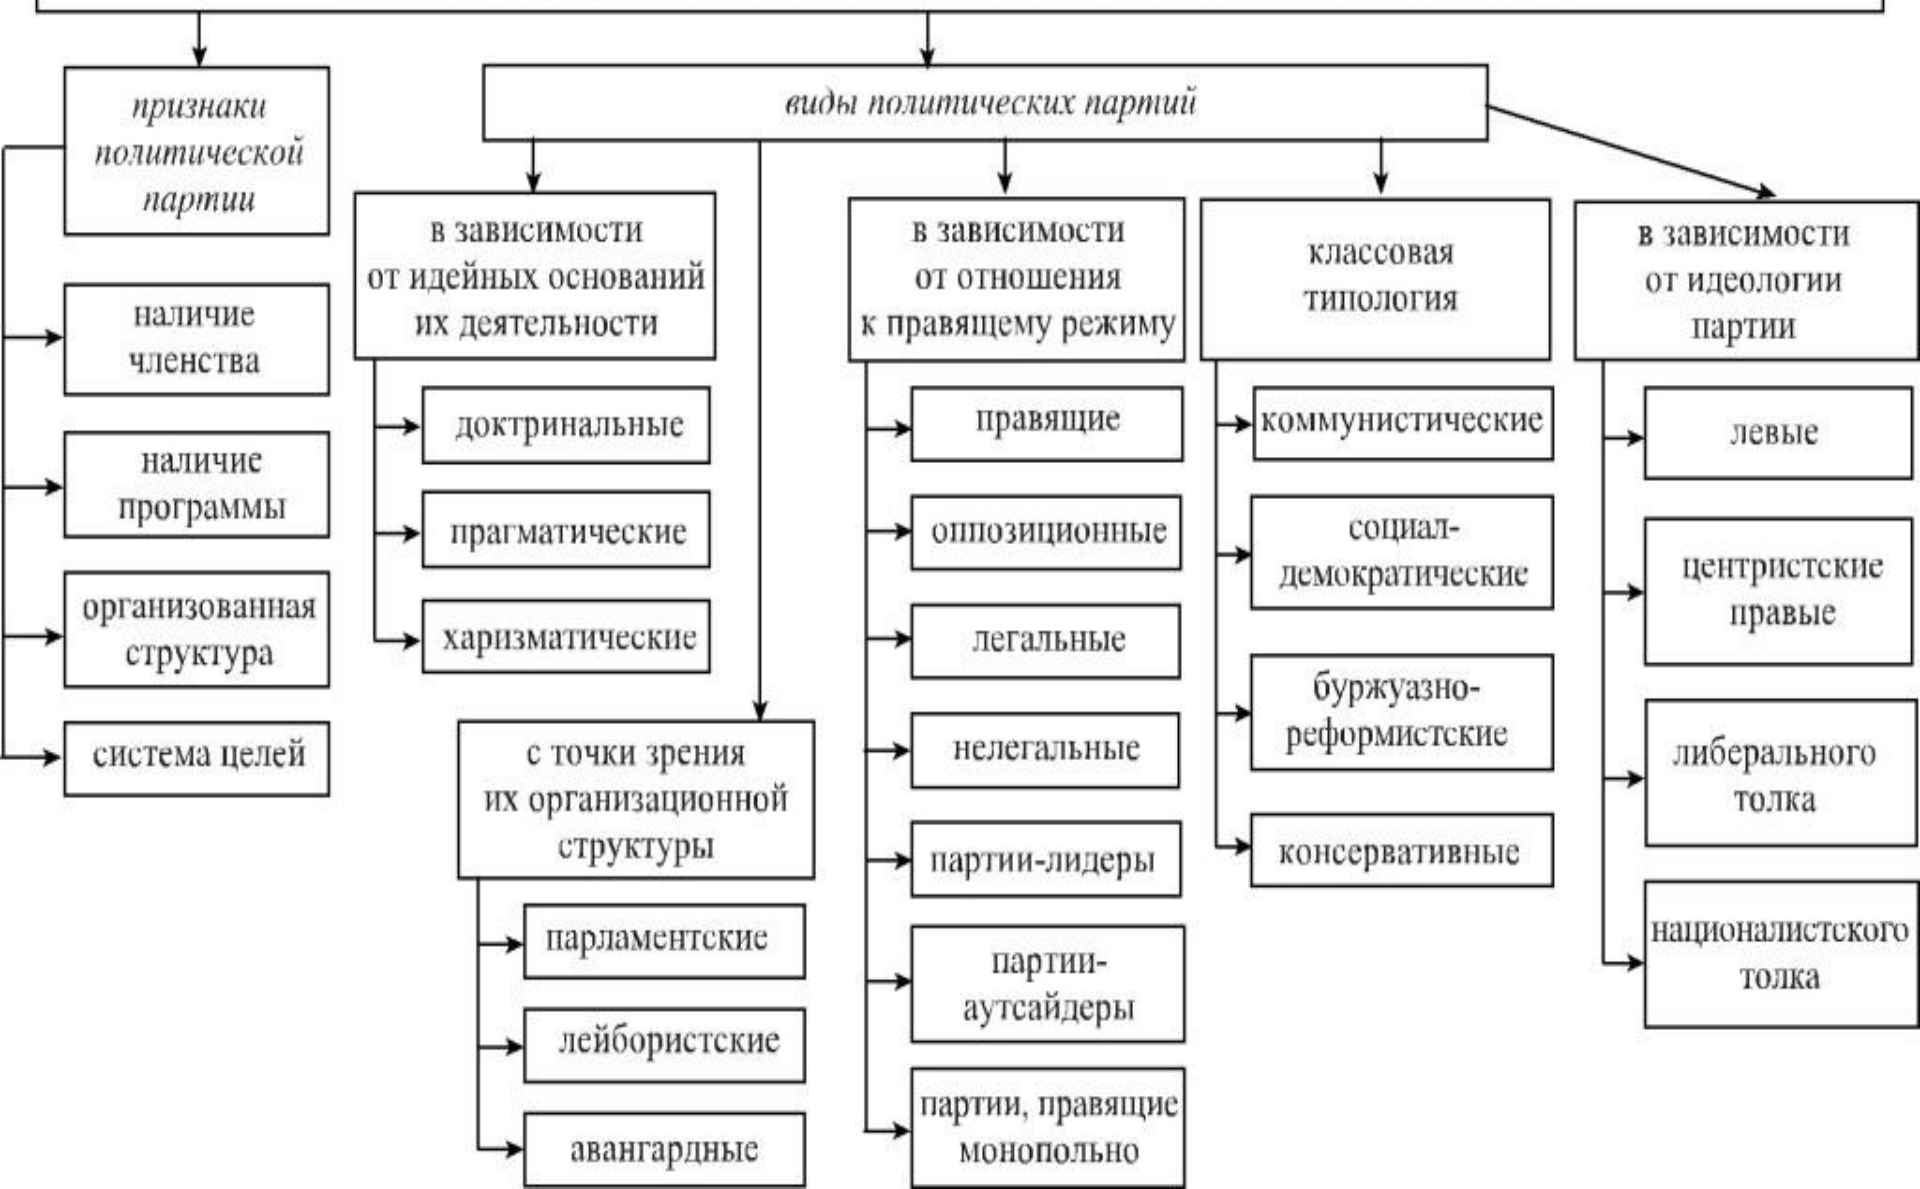 признаки
политической
партии
наличие
членства
наличие
программы
организованная
структура
система целей
виды политических партий
в зависимости
от идейных оснований
их деятельности
доктринальные
прагматические
харизматические
с точки зрения
их организационной
структуры
парламентские
лейбористские
авангардные
в зависимости
от отношения
к правящему режиму
правящие
оппозиционные
легальные
нелегальные
партии-лидеры
партии-
аутсайдеры
партии, правящие
монопольно
классовая
типология
коммунистические
социал-
демократические
буржуазно-
реформистские
консервативные
в зависимости
от идеологии
партии
левые
центристские
правые
либерального
толка
националистского
толка